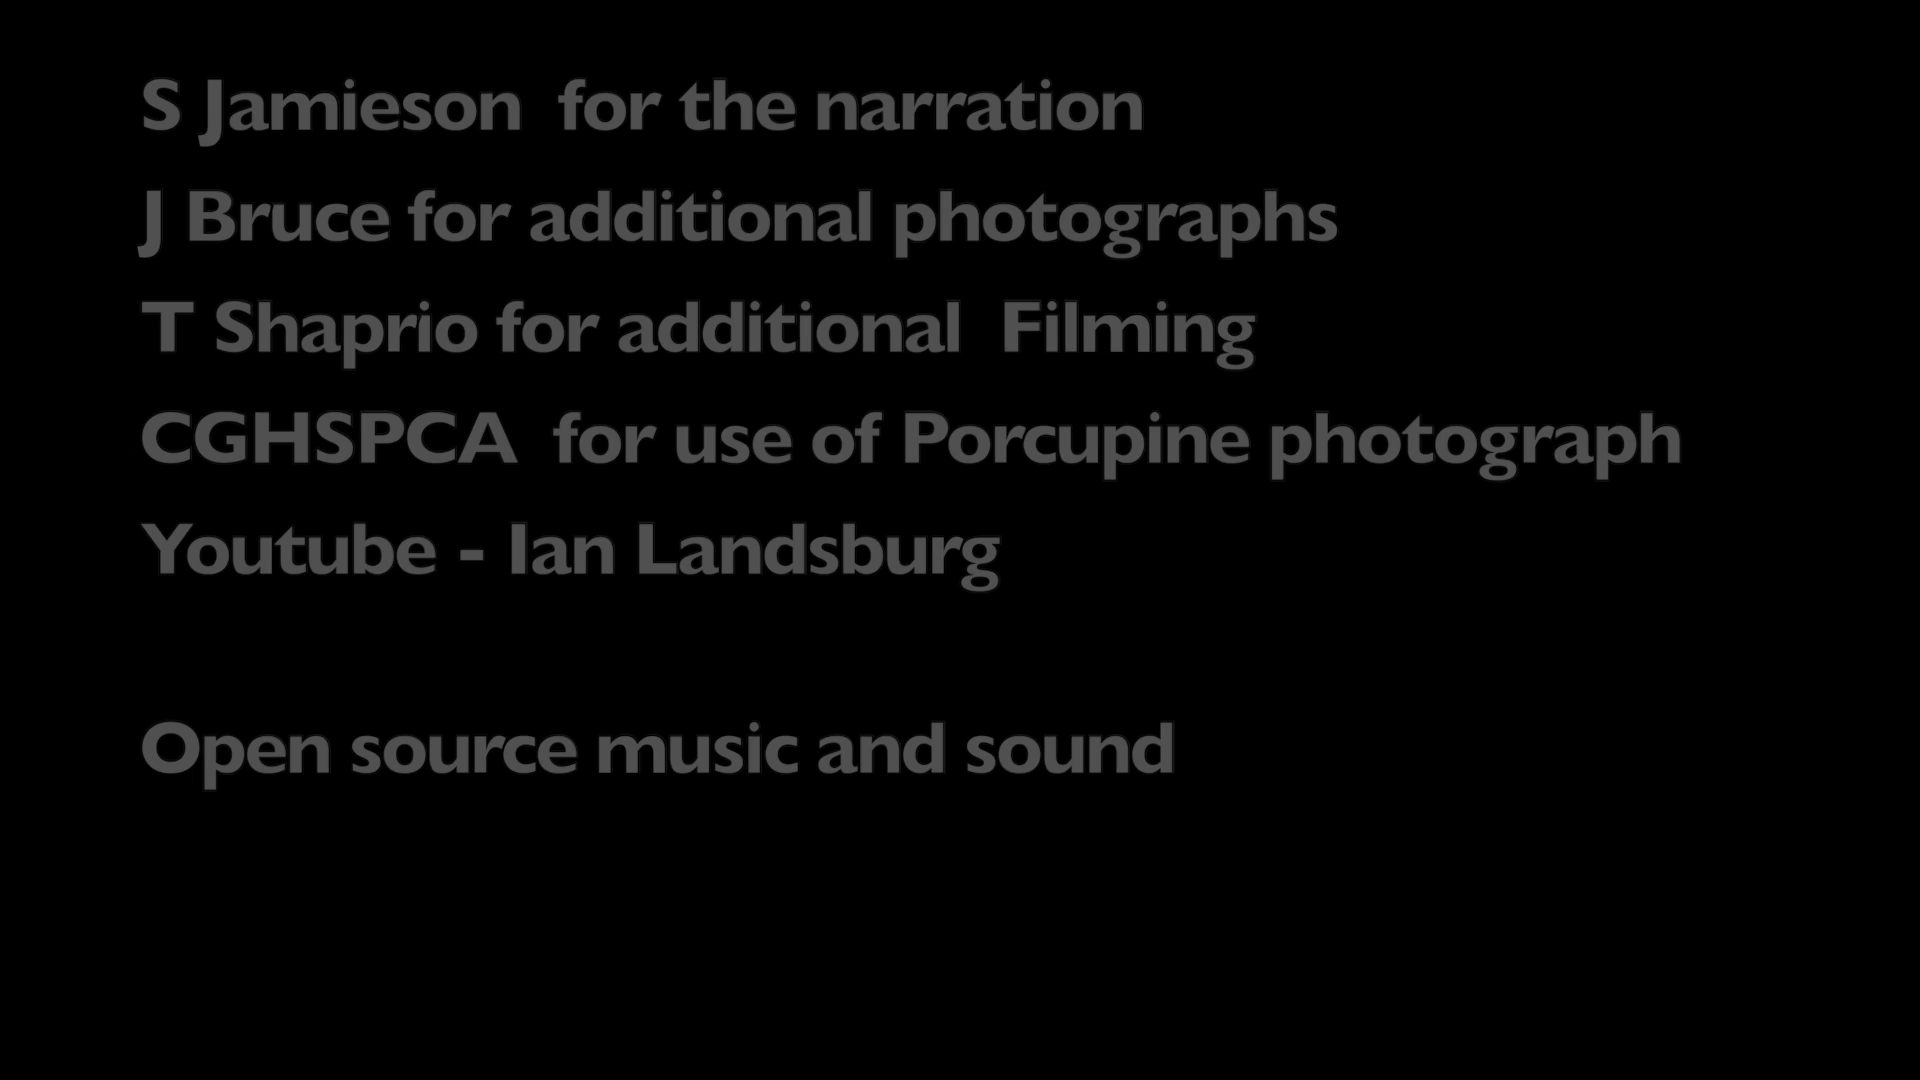 S Jamieson  for the narration
J Bruce for additional photographs
T Shaprio for additional  Filming
CGHSPCA  for use of Porcupine photograph
Youtube - Ian Landsburg
Open source music and sound